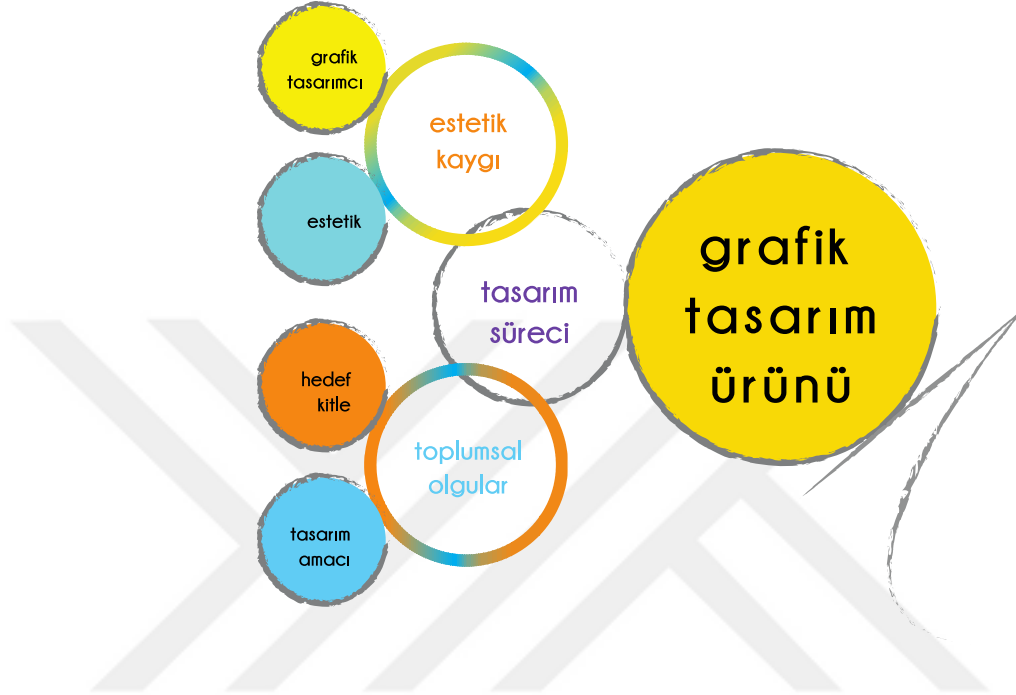 grafik
tasarımcı
estetik
kaygı
estetik
tasarım
süreci
grafik
tasarım
ürünü
hedef
kitle
toplumsal
olgular
tasarım
amacı